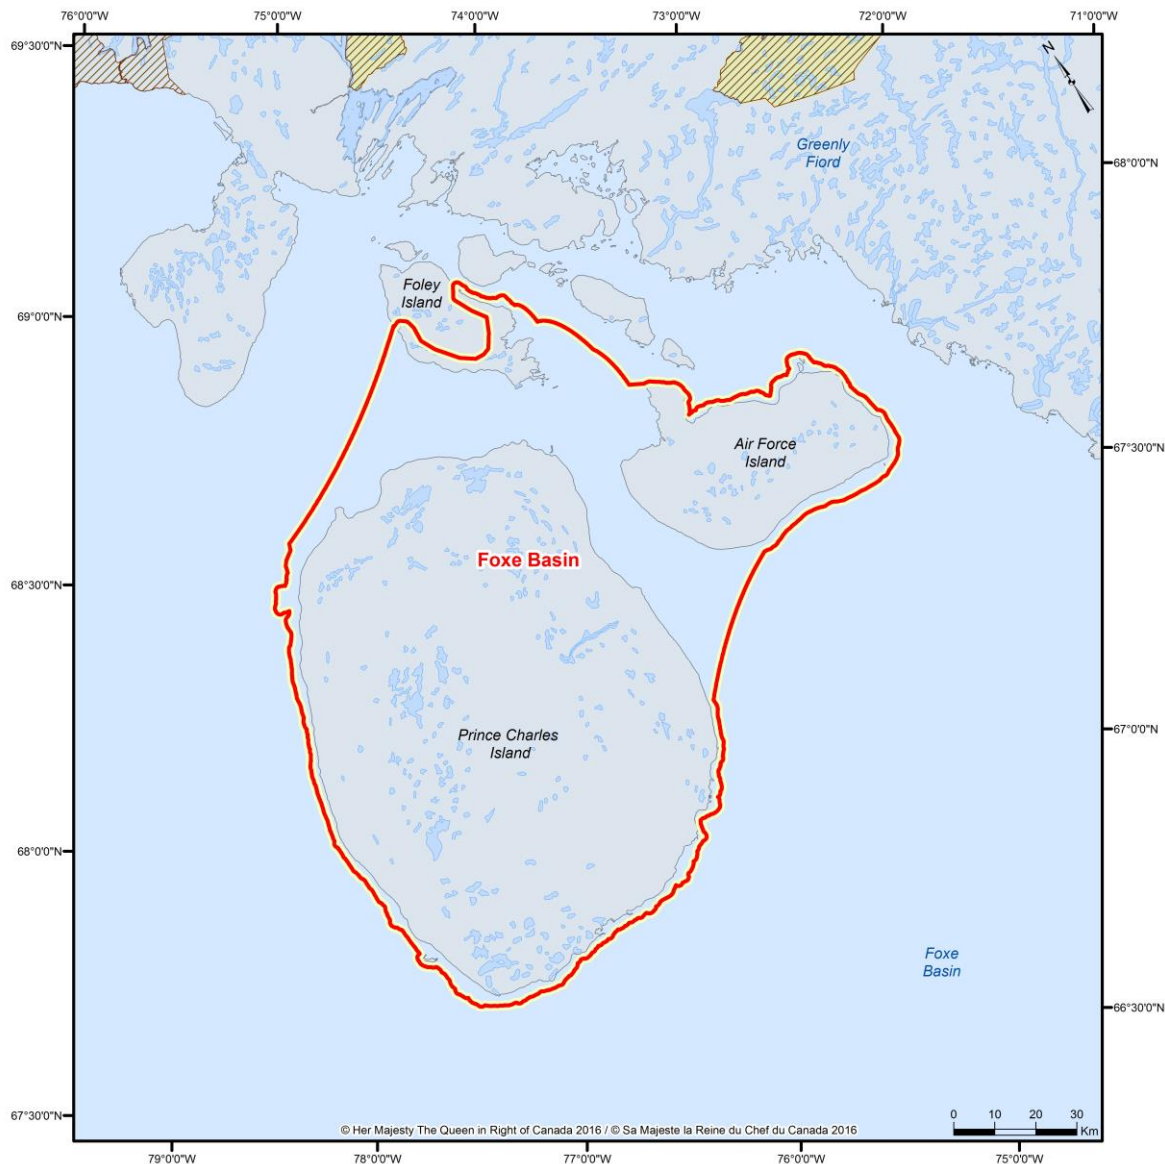 76°0'0"W
75°0'0"W
74°0'0"W
73°0'0"W
72°0'0"W
71°0'0"W
69°30'0"N
N
Greenly
Fiord
68°0'0"N
Foley
Island
69°0'0"N
Air Force
Island
67°30'0"N
Foxe Basin
68°30'0"N
Prince Charles
Island
67°0'0"N
68°0'0"N
Foxe
Basin
66°30'0"N
67°30'0"N
0 10 20 30
Km
© Her Majesty The Queen in Right of Canada 2016 / © Sa Majeste la Reine du Chef du Canada 2016
79°0'0"W
78°0'0"W
77°0'0"W
76°0'0"W
75°0'0"W